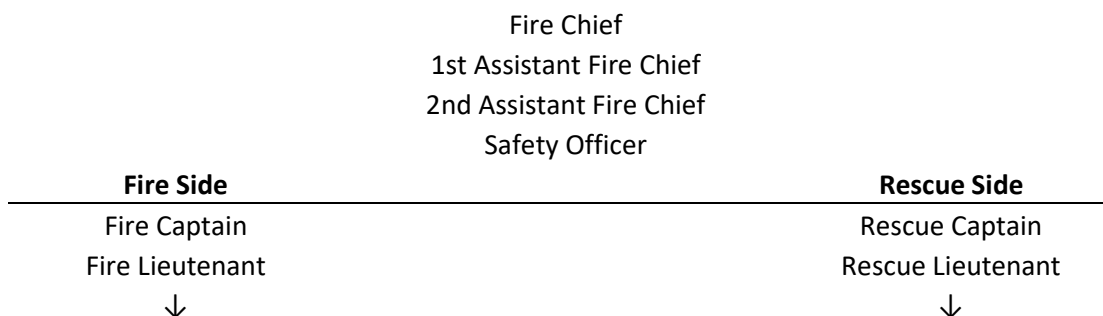 Fire Chief
1st Assistant Fire Chief
2nd Assistant Fire Chief
Safety Officer
Fire Side Rescue Side
Fire Captain Rescue Captain
Fire Lieutenant Rescue Lieutenant
↓ ↓